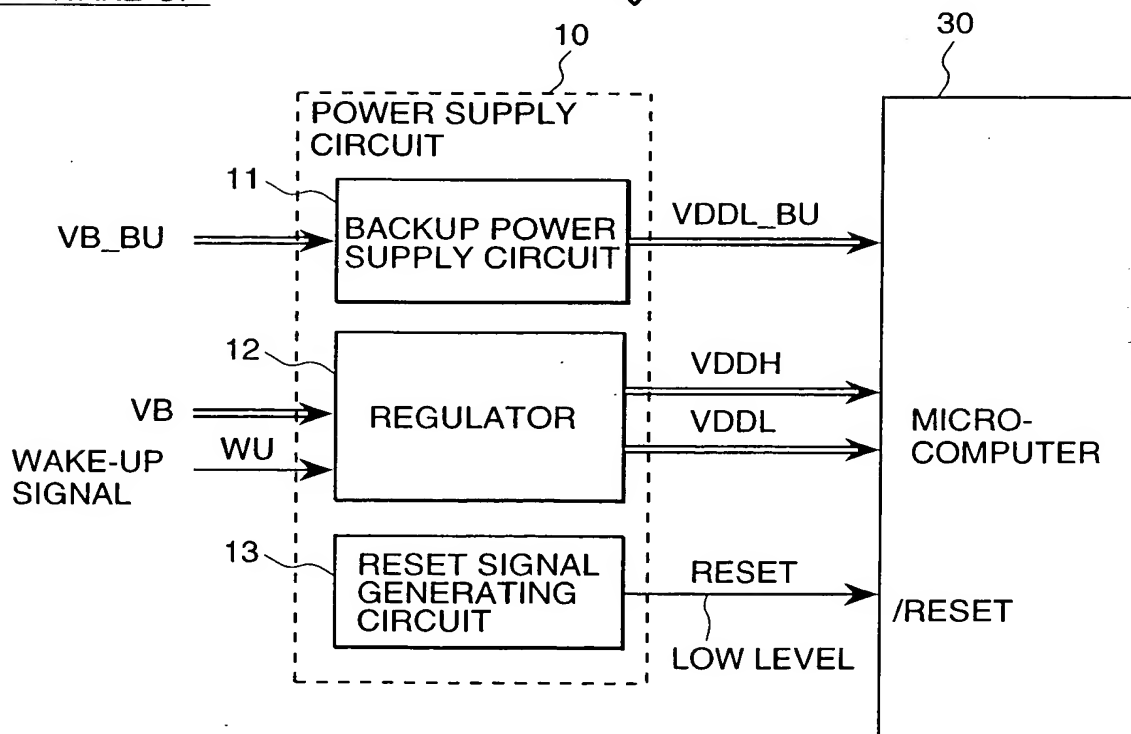 10
30
POWER SUPPLY
CIRCUIT
11
VB_BU
BACKUP POWER
SUPPLY CIRCUIT
VDDL_BU
12
VDDH
VB
REGULATOR
VDDL
MICRO-
COMPUTER
WAKE-UP
SIGNAL
WU
13
RESET SIGNAL
GENERATING
CIRCUIT
RESET
/RESET
LOW LEVEL